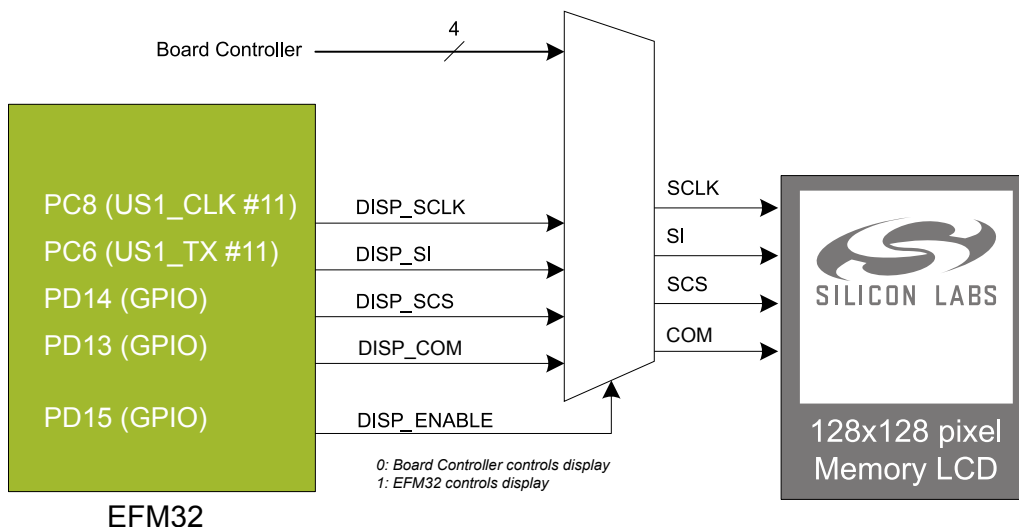 4
Board Controller
PC8 (US1_CLK #11)
DISP_SCLK
SCLK
PC6 (US1_TX #11)
DISP_SI
SI
PD14 (GPIO)
DISP_SCS
SCS
PD13 (GPIO)
DISP_COM
COM
SILICON LABS
PD15 (GPIO)
DISP_ENABLE
0: Board Controller controls display
1: EFM32 controls display
128x128 pixel
Memory LCD
EFM32